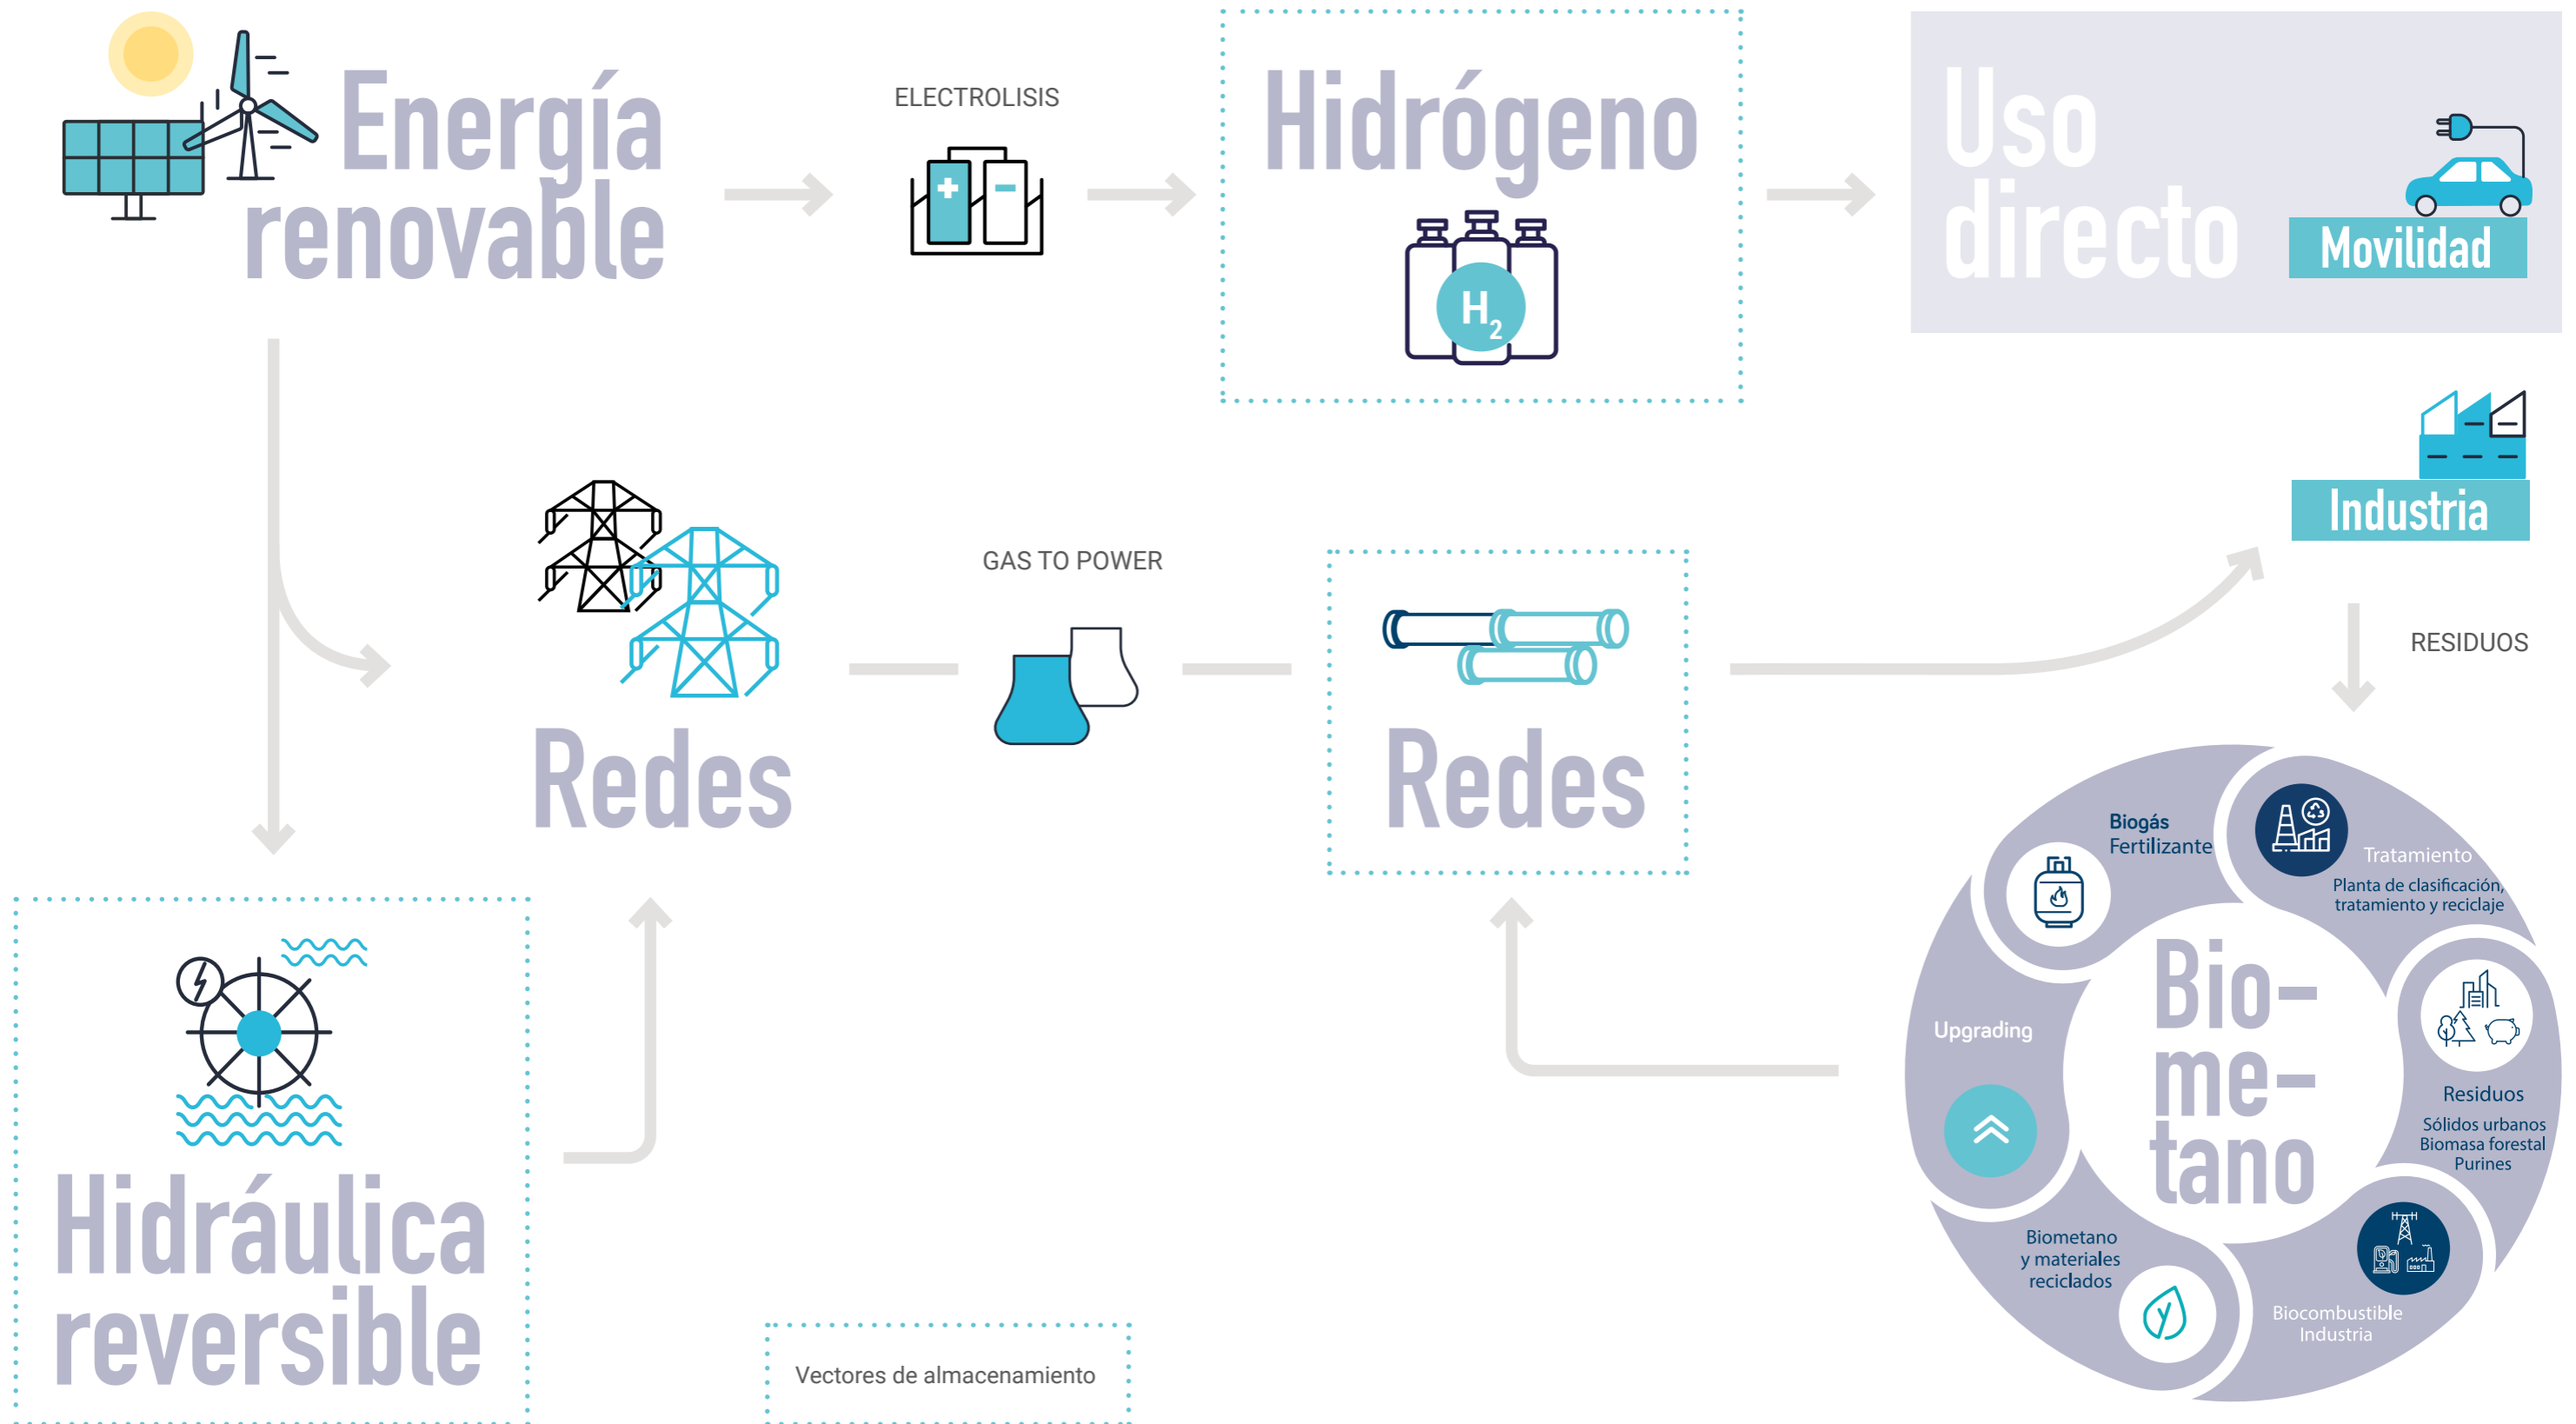 Energía
renovable
ELECTROLISIS
+
−
Hidrógeno
H2
Uso
directo
Movilidad
Industria
RESIDUOS
GAS TO POWER
Redes
Redes
Hidráulica
reversible
Vectores de almacenamiento
Bio-
me-
tano
Tratamiento
Planta de clasificación,
tratamiento y reciclaje
Residuos
Sólidos urbanos
Biomasa forestal
Purines
Biocombustible
Industria
Biometano
y materiales
reciclados
Upgrading
Biogás
Fertilizante